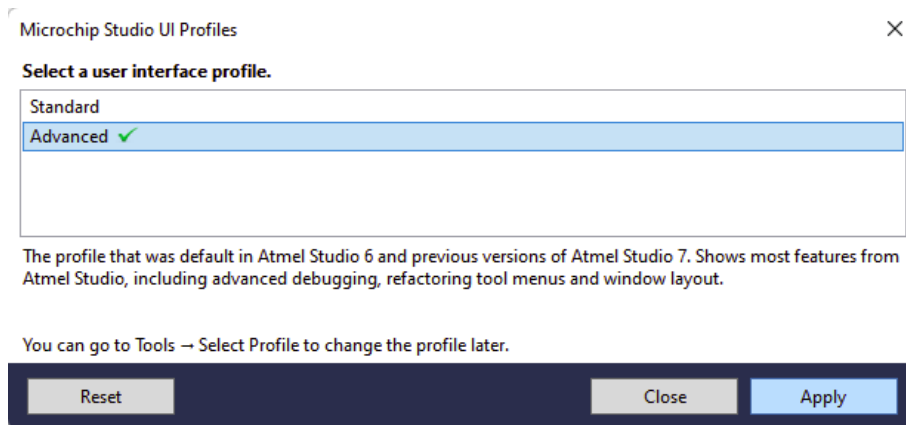 Microchip Studio UI Profiles
Select a user interface profile.
Standard
Advanced
The profile that was default in Atmel Studio 6 and previous versions of Atmel Studio 7. Shows most features from
Atmel Studio, including advanced debugging, refactoring tool menus and window layout.
You can go to Tools → Select Profile to change the profile later.
Reset
Close
Apply